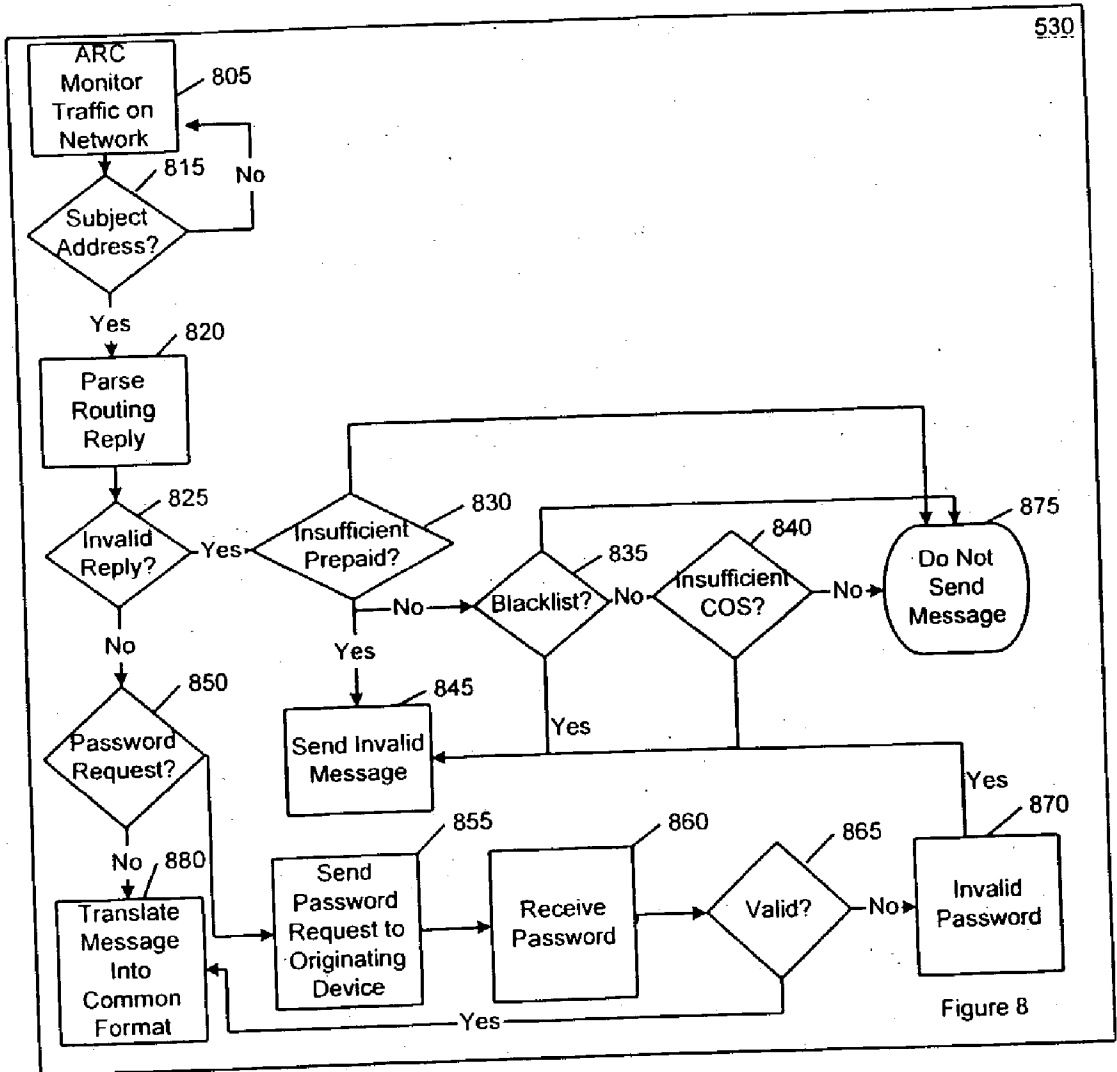 530
ARC
Monitor
Traffic on
Network
805
815
No
Subject
Address?
Yes
820
Parse
Routing
Reply
825
Invalid
Reply?
Yes
830
Insufficient
Prepaid?
No
835
Blacklist?
No
840
Insufficient
COS?
No
875
Do Not
Send
Message
No
Yes
845
Send Invalid
Message
Yes
850
Password
Request?
Yes
870
Invalid
Password
No
880
Translate
Message
Into
Common
Format
855
Send
Password
Request to
Originating
Device
860
Receive
Password
865
Valid?
No
Yes
Figure 8